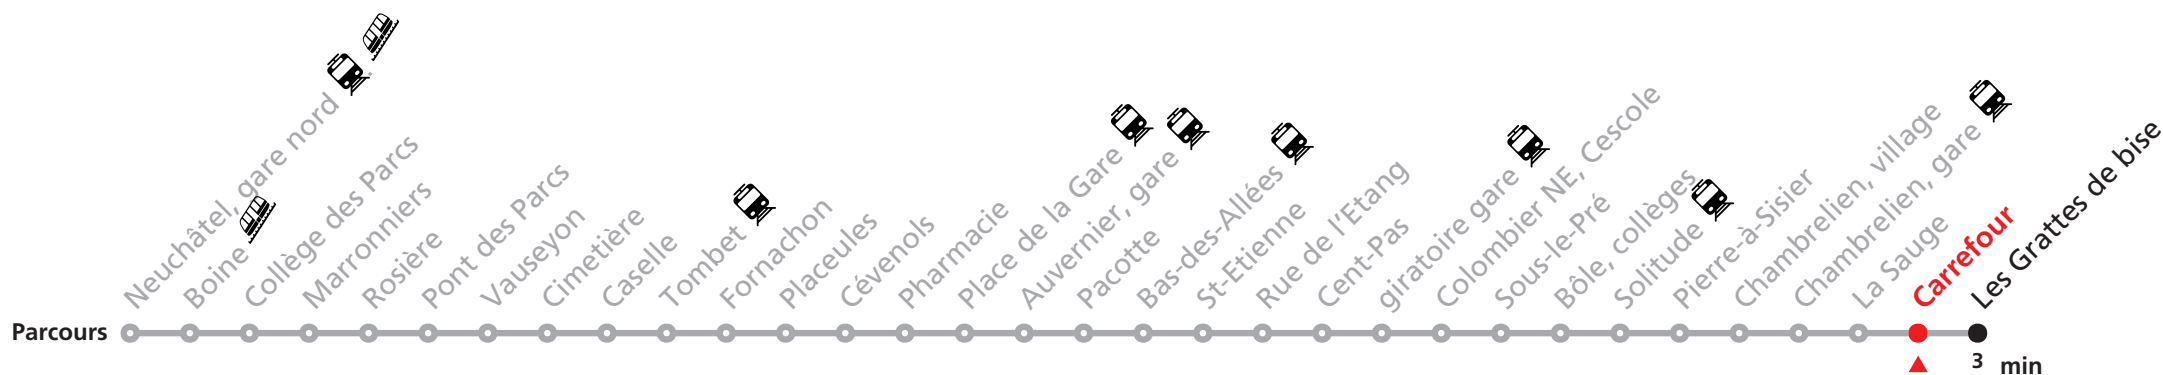 Neuchâtel, gare nord
Boine
Collège des Parcs
Marronniers
Rosière
Pont des Parcs
Vauseyon
Cimetière
Caselle
Tombet
Fornachon
Placeules
Cévenols
Pharmacie
Place de la Gare
Auvernier, gare
Pacotte
Bas-des-Allées
St-Etienne
Rue de l'Etang
Cent-Pas
giratoire gare
Colombier NE, Cescole
Sous-le-Pré
Bôle, collèges
Solitude
Pierre-à-Sisier
Chambrelien, village
Chambrelien, gare
La Sauge
Carrefour
Les Grattes de bise
Parcours
3 min